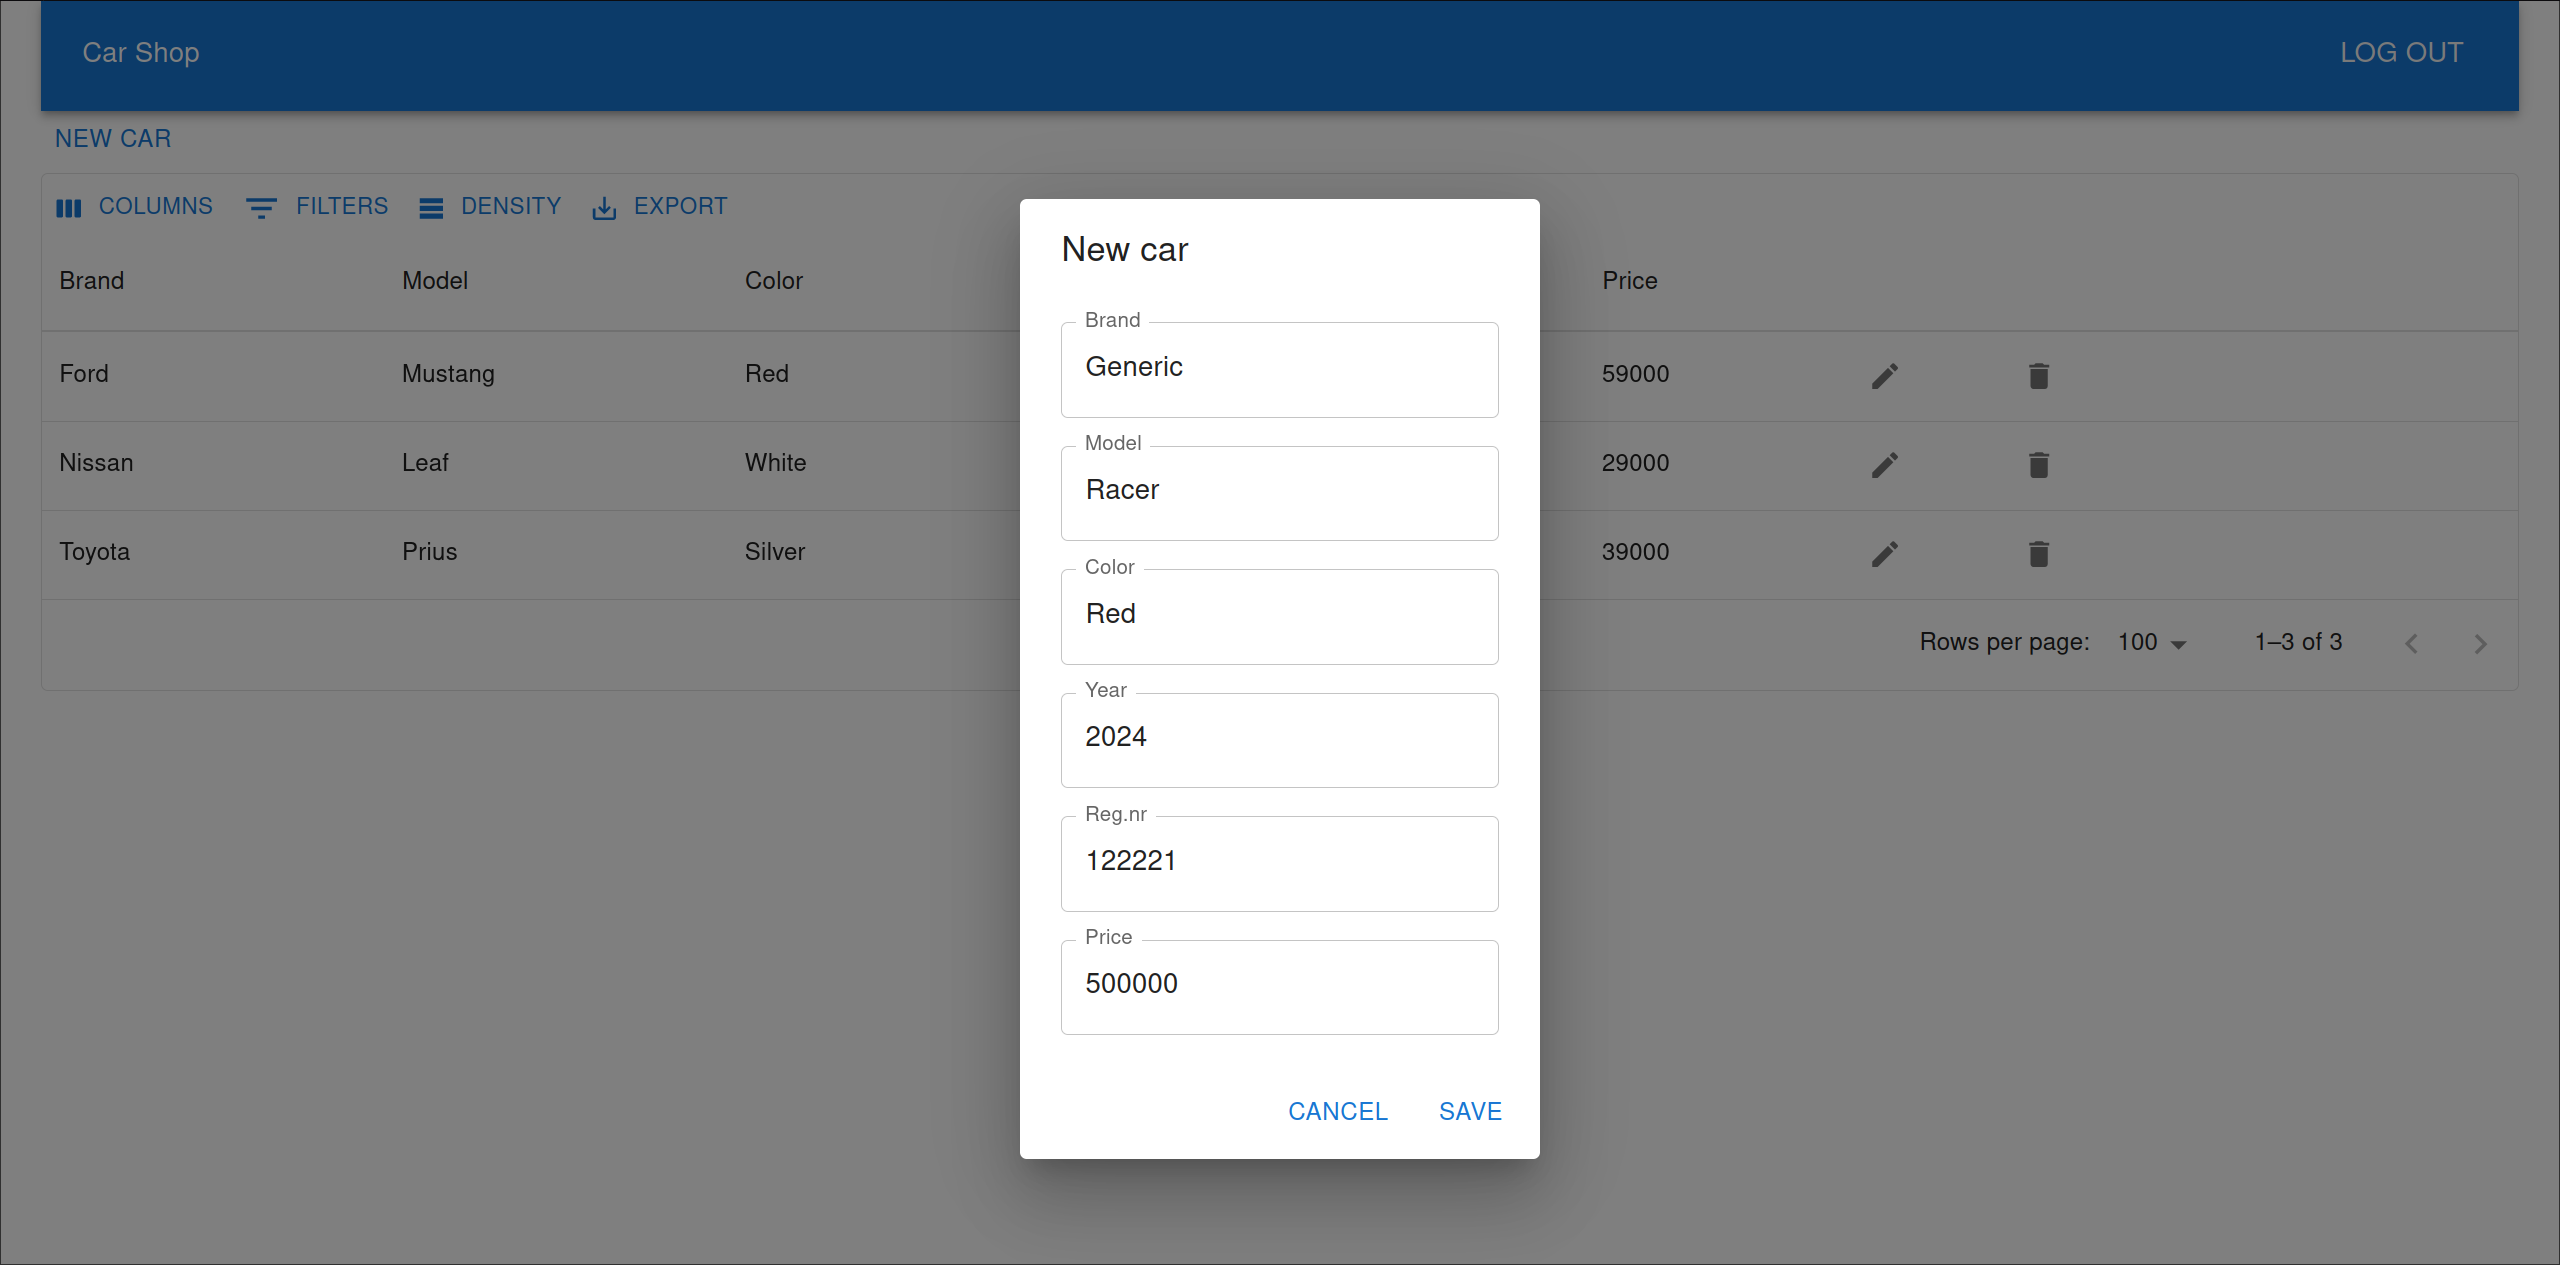 Car Shop LOG OUT
NEW CAR
COLUMNS FILTERS DENSITY EXPORT
Brand Model Color Price
Ford Mustang Red 59000
Nissan Leaf White 29000
Toyota Prius Silver 39000
Rows per page: 100 1–3 of 3
New car
Brand
Generic
Model
Racer
Color
Red
Year
2024
Reg.nr
122221
Price
500000
CANCEL SAVE